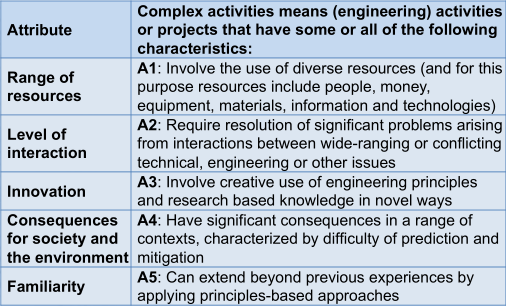 Attribute
Complex activities means (engineering) activities
or projects that have some or all of the following
characteristics:
Range of
resources
A1: Involve the use of diverse resources (and for this
purpose resources include people, money,
equipment, materials, information and technologies)
Level of
interaction
A2: Require resolution of significant problems arising
from interactions between wide-ranging or conflicting
technical, engineering or other issues
Innovation
A3: Involve creative use of engineering principles
and research based knowledge in novel ways
Consequences
for society and
the environment
A4: Have significant consequences in a range of
contexts, characterized by difficulty of prediction and
mitigation
Familiarity
A5: Can extend beyond previous experiences by
applying principles-based approaches